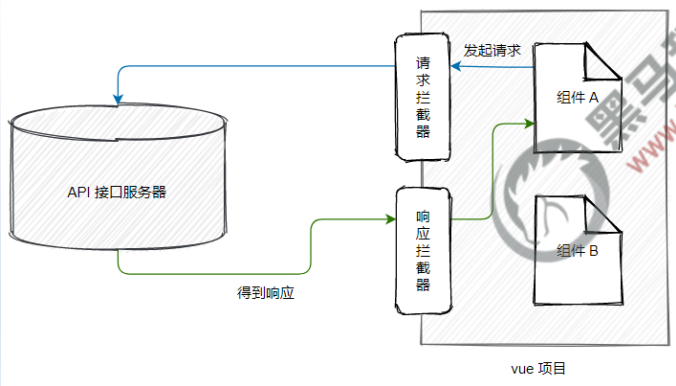 发起请求
请求拦截器
组件 A
API 接口服务器
响应拦截器
组件 B
得到响应
vue 项目
黑马
www.